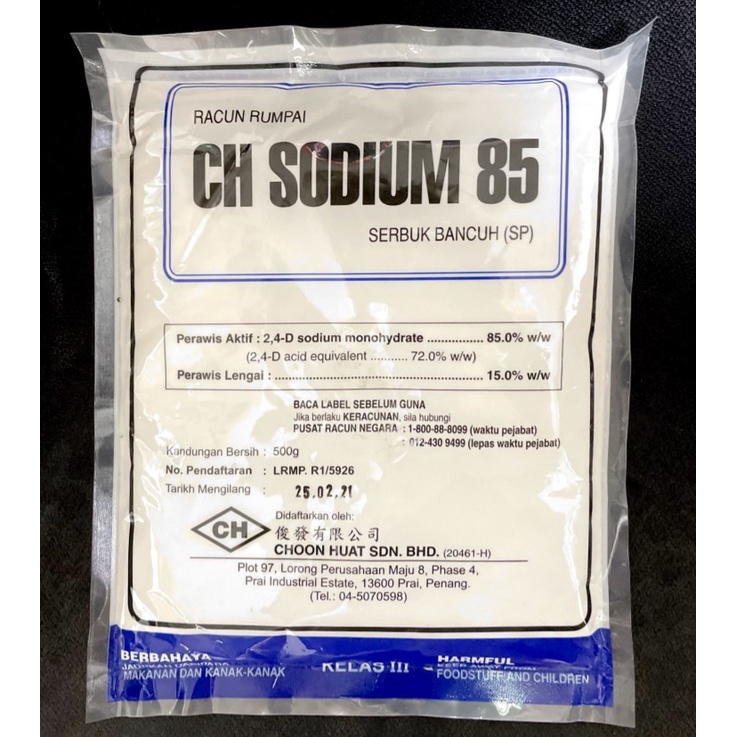 RACUN RUMPAI
CH SODIUM 85
SERBUK BANCUH (SP)
Perawis Aktif : 2,4-D sodium monohydrate ................ 85.0% w/w
(2,4-D acid equivalent ........... 72.0% w/w)
Perawis Lengai : ............................................................ 15.0% w/w
BACA LABEL SEBELUM GUNA
Jika berlaku KERACUNAN, sila hubungi
PUSAT RACUN NEGARA : 1-800-88-8099 (waktu pejabat)
: 012-430 9499 (lepas waktu pejabat)
Kandungan Bersih : 500g
No. Pendaftaran : LRMP. R1/5926
Tarikh Mengilang : 25.02.21
Didaftarkan oleh:
CH
俊發有限公司
CHOON HUAT SDN. BHD. (20461-H)
Plot 97, Lorong Perusahaan Maju 8, Phase 4,
Prai Industrial Estate, 13600 Prai, Penang.
(Tel.: 04-5070598)
BERBAHAYA
JAUHKAN DARIPADA
MAKANAN DAN KANAK-KANAK
KELAS III
HARMFUL
KEEP AWAY FROM
FOODSTUFF AND CHILDREN